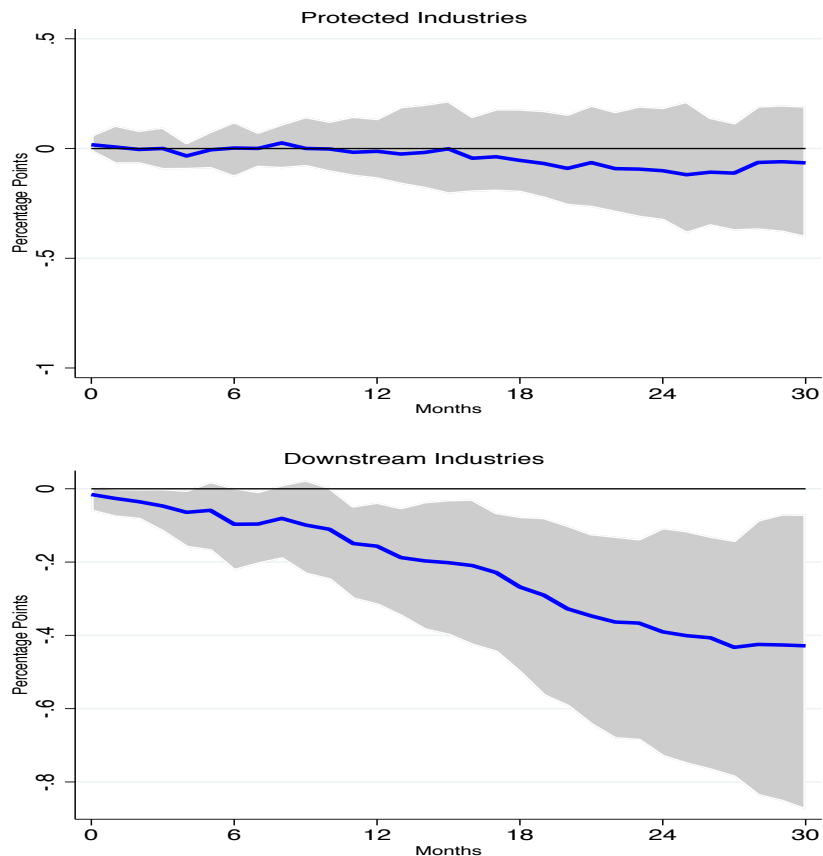 Protected Industries
Percentage Points
.5
0
-.5
-1
0 6 12 18 24 30
Months
Downstream Industries
Percentage Points
0
-.2
-.4
-.6
-.8
0 6 12 18 24 30
Months